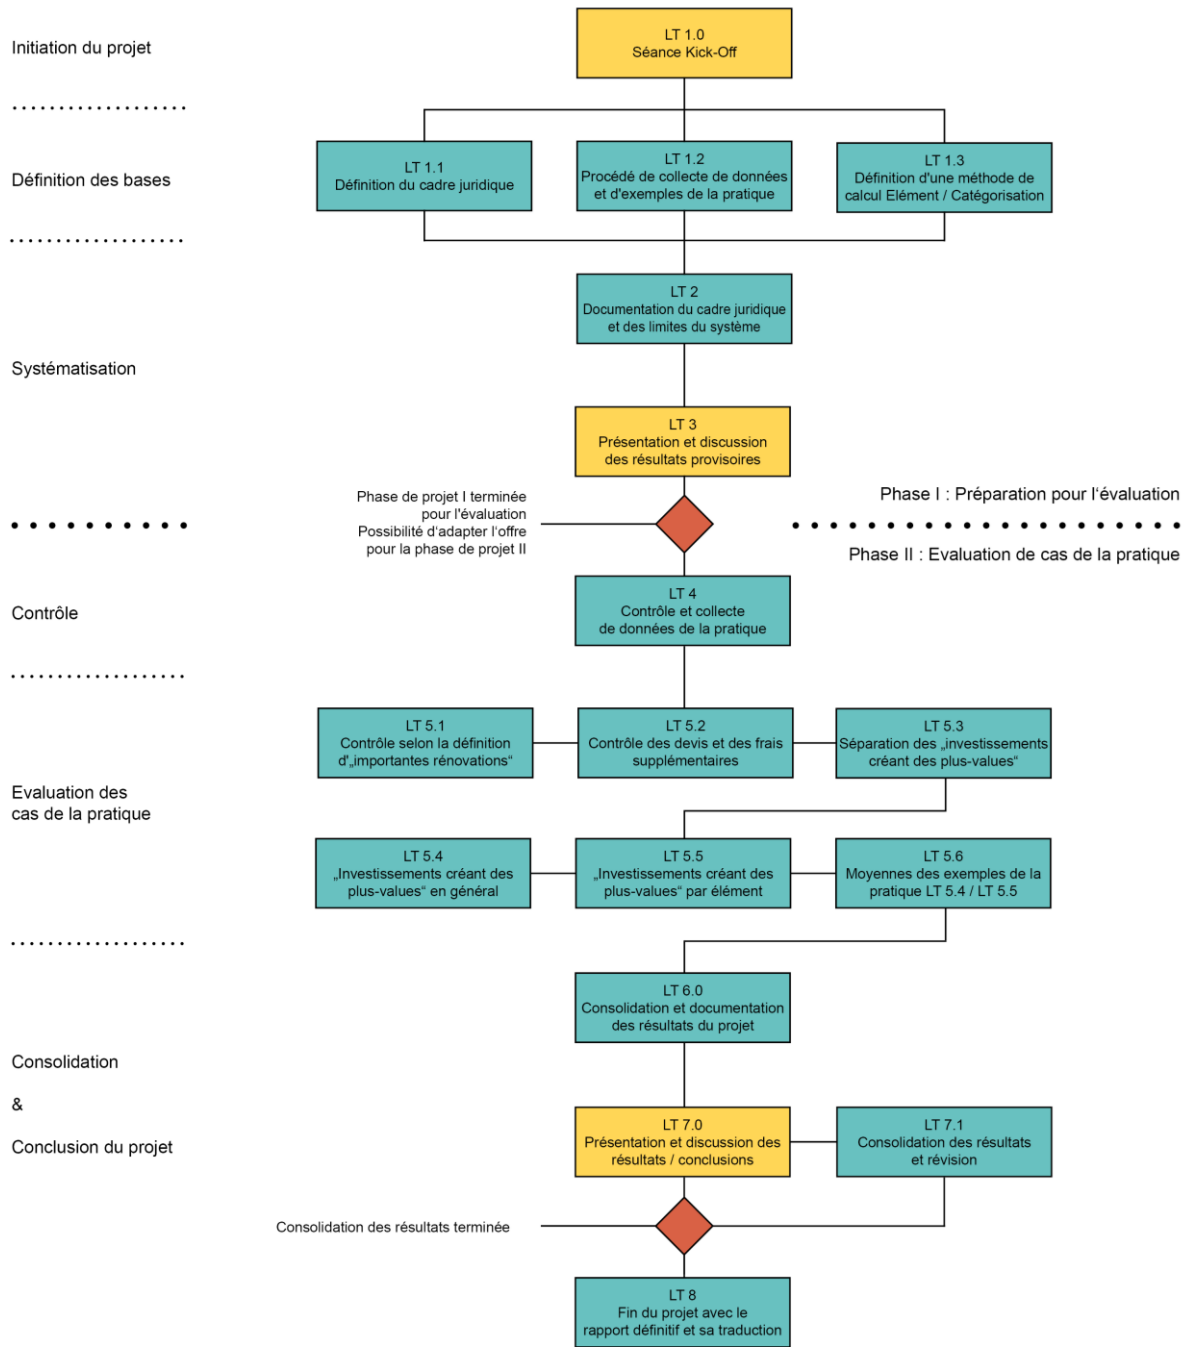 Initiation du projet
LT 1.0
Séance Kick-Off
Définition des bases
LT 1.1
Définition du cadre juridique
LT 1.2
Procédé de collecte de données
et d'exemples de la pratique
LT 1.3
Définition d'une méthode de
calcul Elément / Catégorisation
LT 2
Documentation du cadre juridique
et des limites du système
Systématisation
LT 3
Présentation et discussion
des résultats provisoires
Phase de projet I terminée
pour l'évaluation
Possibilité d'adapter l'offre
pour la phase de projet II
Phase I : Préparation pour l'évaluation
Phase II : Evaluation de cas de la pratique
Contrôle
LT 4
Contrôle et collecte
de données de la pratique
Evaluation des
cas de la pratique
LT 5.1
Contrôle selon la définition
d'„importantes rénovations“
LT 5.2
Contrôle des devis et des frais
supplémentaires
LT 5.3
Séparation des „investissements
créant des plus-values“
LT 5.4
„Investissements créant des
plus-values“ en général
LT 5.5
„Investissements créant des
plus-values“ par élément
LT 5.6
Moyennes des exemples de la
pratique LT 5.4 / LT 5.5
LT 6.0
Consolidation et documentation
des résultats du projet
Consolidation
&
Conclusion du projet
LT 7.0
Présentation et discussion des
résultats / conclusions
LT 7.1
Consolidation des résultats
et révision
Consolidation des résultats terminée
LT 8
Fin du projet avec le
rapport définitif et sa traduction